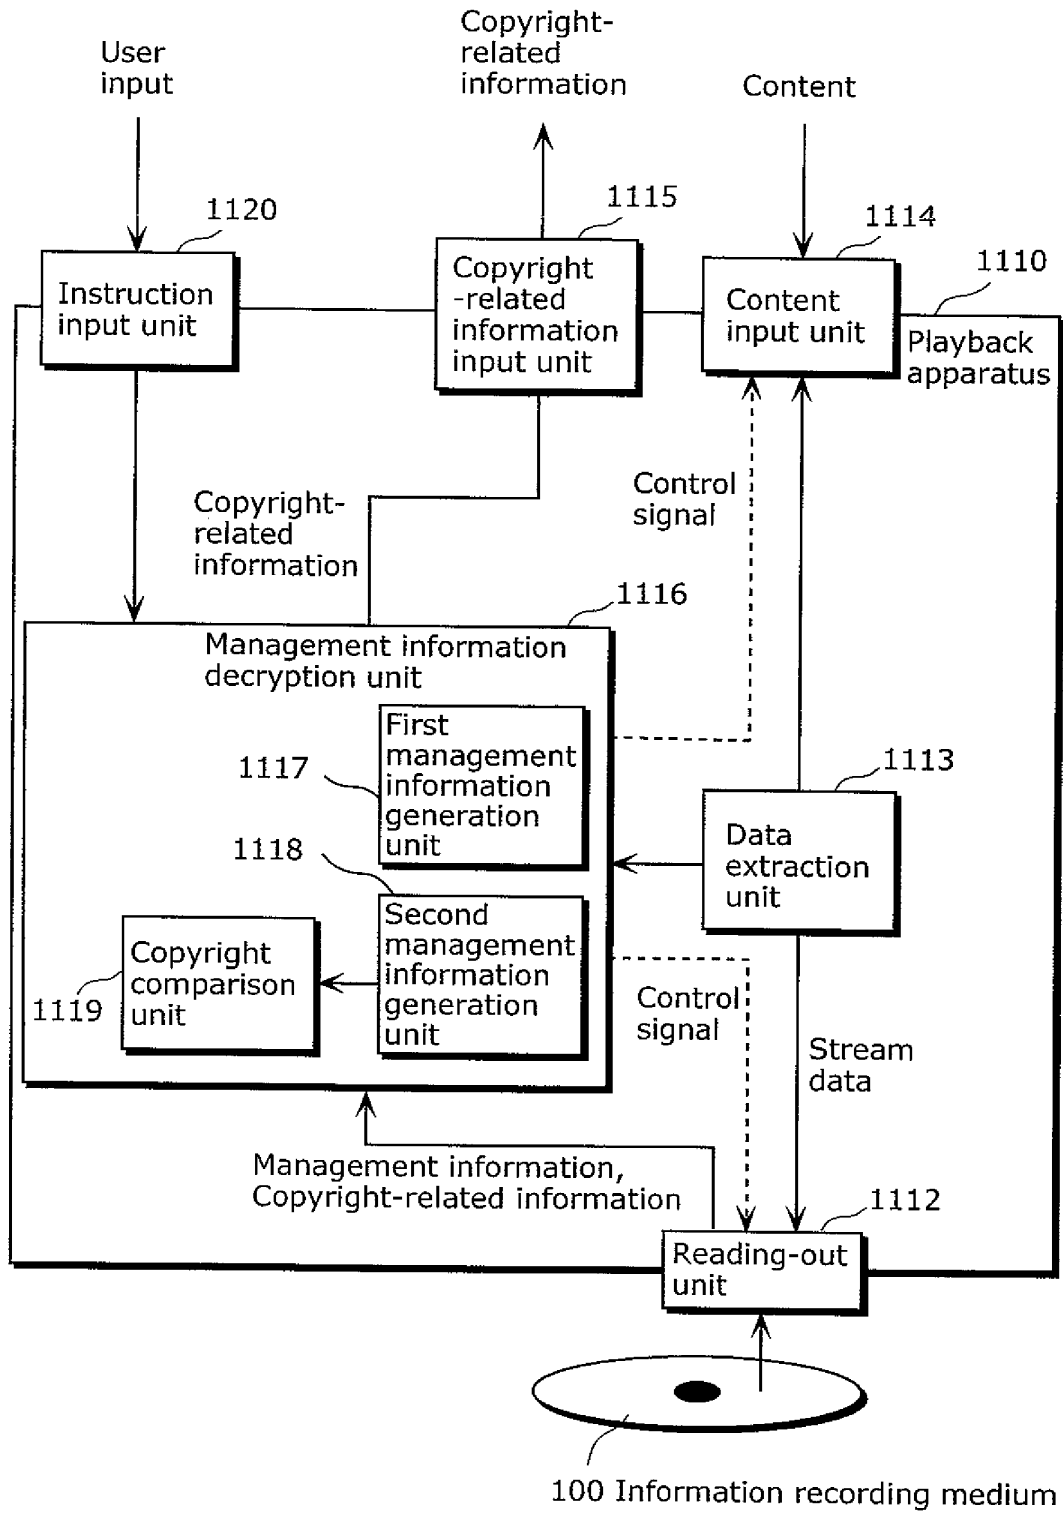 User
input
Copyright-
related
information
Content
1120
1115
1114
1110
Instruction
input unit
Copyright
-related
information
input unit
Content
input unit
Playback
apparatus
Copyright-
related
information
Control
signal
1116
Management information
decryption unit
First
management
information
generation
unit
1117
1113
Data
extraction
unit
1118
Second
management
information
generation
unit
Copyright
comparison
unit
1119
Control
signal
Stream
data
Management information,
Copyright-related information
1112
Reading-out
unit
100 Information recording medium